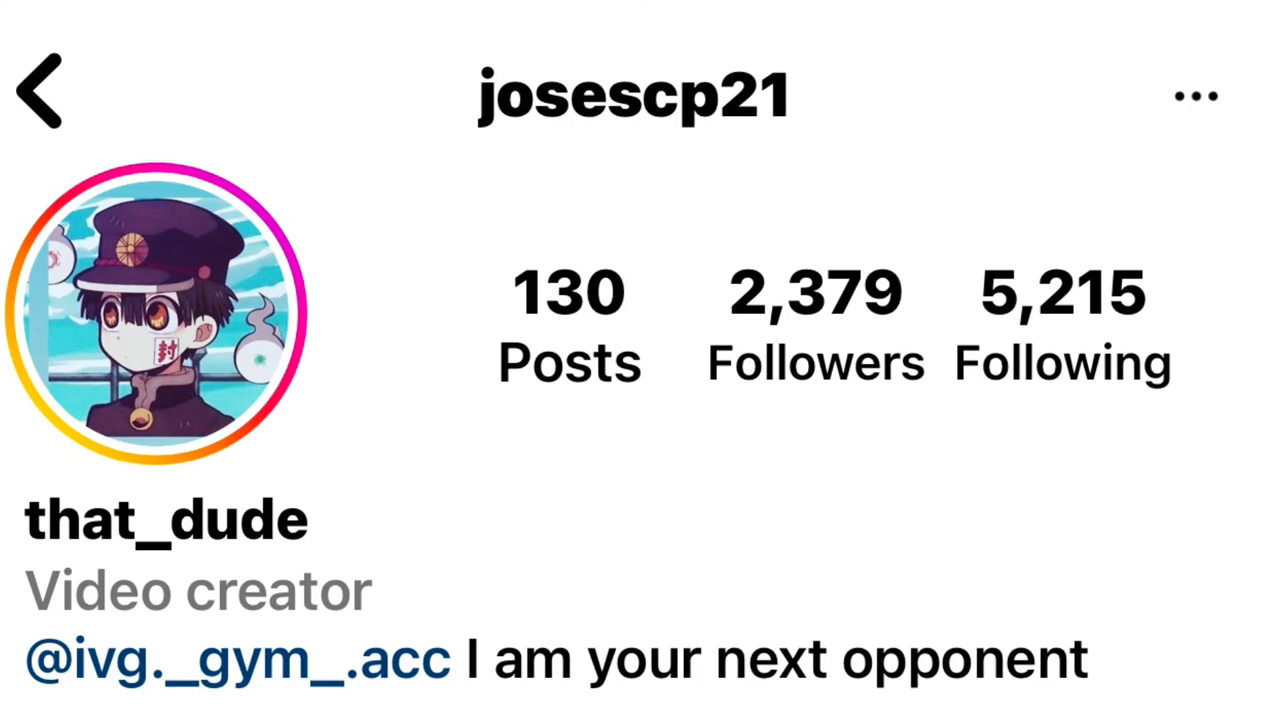 josescp21
130 2,379 5,215
Posts Followers Following
封
that_dude
Video creator
@ivg._gym_.acc I am your next opponent